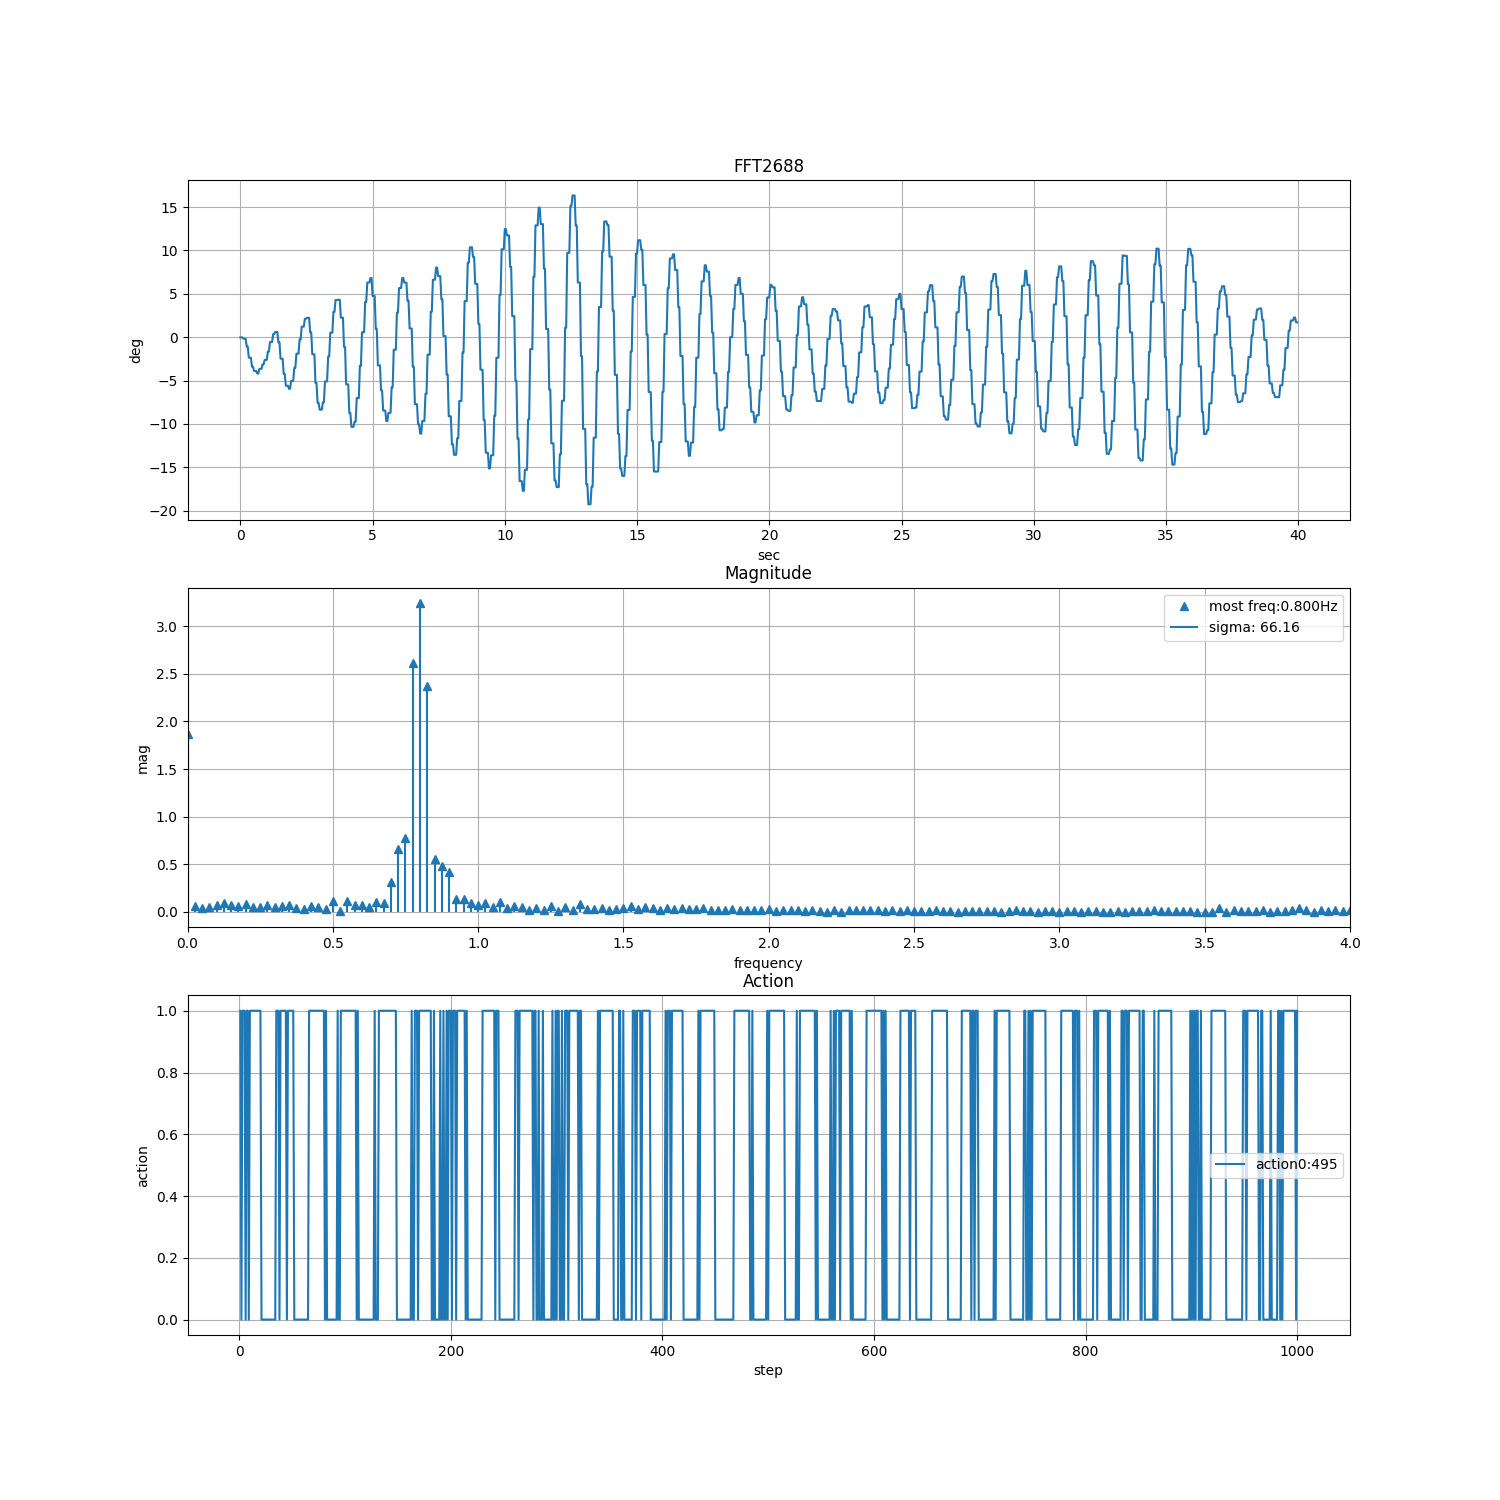 FFT2688
15
10
5
0
−5
−10
−15
−20
deg
0 5 10 15 20 25 30 35 40
sec
Magnitude
most freq:0.800Hz
sigma: 66.16
3.0
2.5
2.0
1.5
1.0
0.5
0.0
mag
0.0 0.5 1.0 1.5 2.0 2.5 3.0 3.5 4.0
frequency
Action
1.0
0.8
0.6
0.4
0.2
0.0
action
action0:495
0 200 400 600 800 1000
step